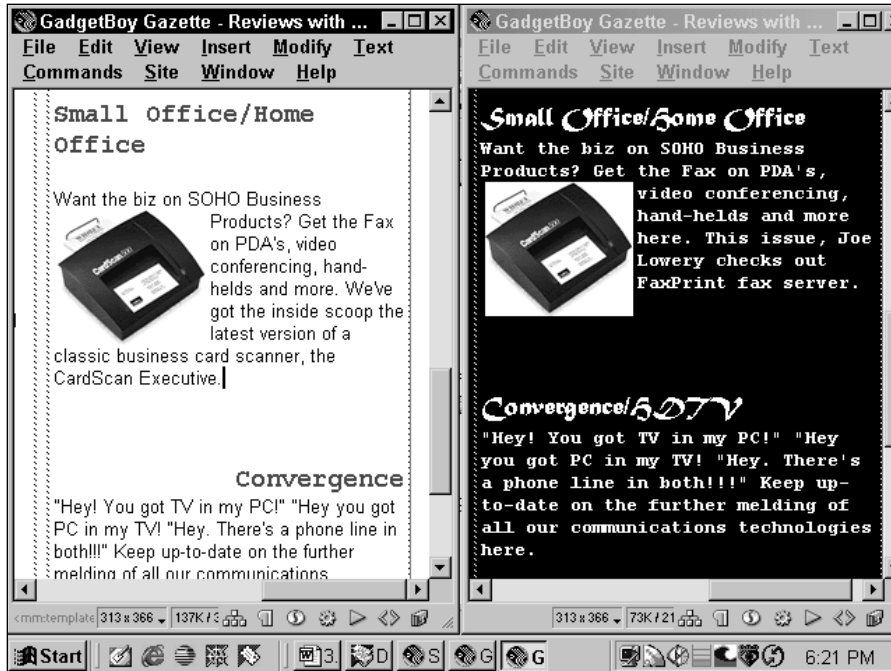 GadgetBoy Gazette - Reviews with ...
File Edit View Insert Modify Text
Commands Site Window Help
Small Office/Home
Office
Want the biz on SOHO Business
Products? Get the Fax
on PDA's, video
conferencing, hand-
helds and more. We've
got the inside scoop the
latest version of a
classic business card scanner, the
CardScan Executive.
Convergence
"Hey! You got TV in my PC!" "Hey you got
PC in my TV! "Hey. There's a phone line in
both!!!" Keep up-to-date on the further
melding of all our communications
<mm:template 313 x 366 137K / 3
GadgetBoy Gazette - Reviews with ...
File Edit View Insert Modify Text
Commands Site Window Help
Small Office/Home Office
Want the biz on SOHO Business
Products? Get the Fax on PDA's,
video conferencing,
hand-helds and more
here. This issue, Joe
Lowery checks out
FaxPrint fax server.
Convergence/HDTV
"Hey! You got TV in my PC!" "Hey
you got PC in my TV! "Hey. There's
a phone line in both!!!" Keep up-
to-date on the further melding of
all our communications technologies
here.
313 x 366 73K / 21
Start 3. D S G G 6:21 PM